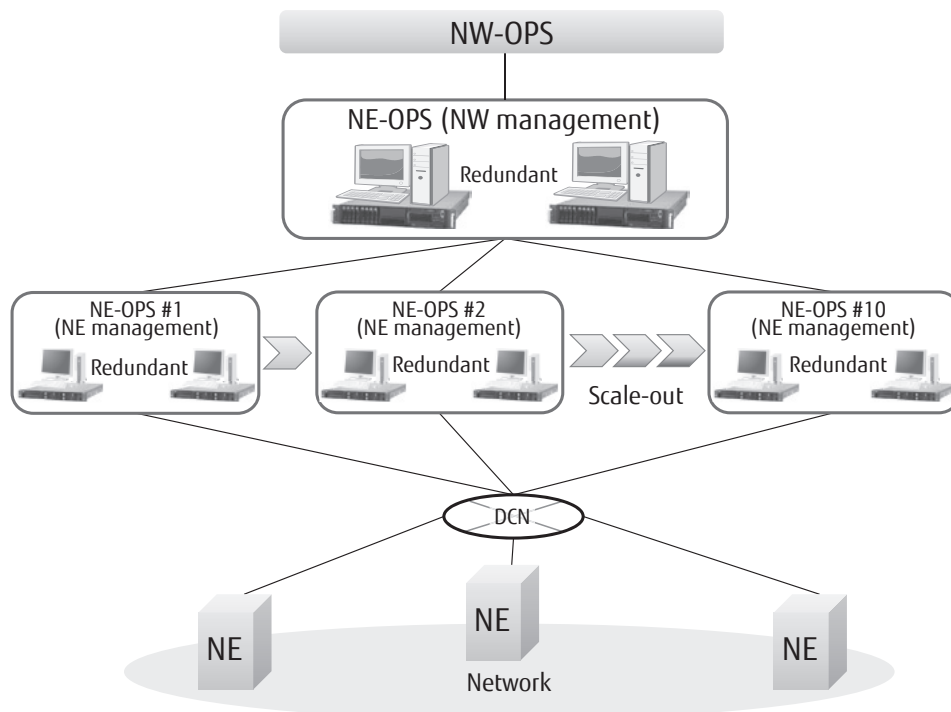 NW-OPS
NE-OPS (NW management)
Redundant
NE-OPS #1
(NE management)
Redundant
NE-OPS #2
(NE management)
Redundant
Scale-out
NE-OPS #10
(NE management)
Redundant
DCN
NE
NE
NE
Network